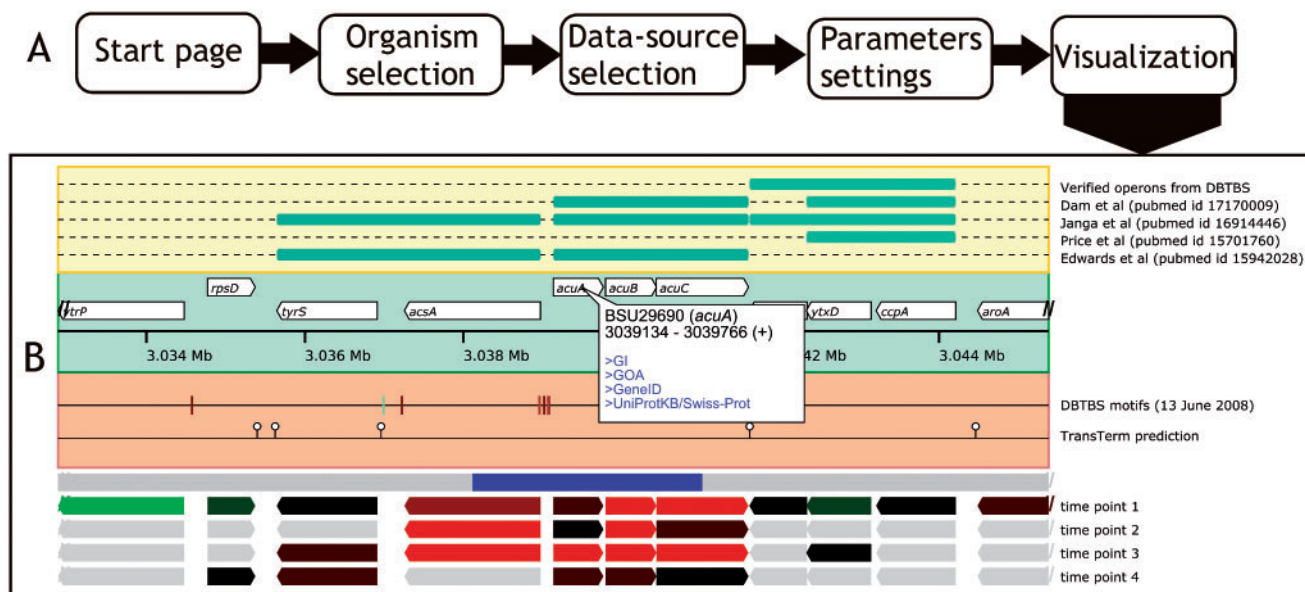 A
Start page
Organism
selection
Data-source
selection
Parameters
settings
Visualization
B
Verified operons from DBTBS
Dam et al (pubmed id 17170009)
Janga et al (pubmed id 16914446)
Price et al (pubmed id 15701760)
Edwards et al (pubmed id 15942028)
rpsD
acuA
acuB
acuC
ytrP
tyrS
acsA
ytxD
ccpA
aroA
BSU29690 (acuA)
3039134 - 3039766 (+)
>GI
>GOA
>GeneID
>UniProtKB/Swiss-Prot
3.034 Mb
3.036 Mb
3.038 Mb
42 Mb
3.044 Mb
DBTBS motifs (13 June 2008)
TransTerm prediction
time point 1
time point 2
time point 3
time point 4